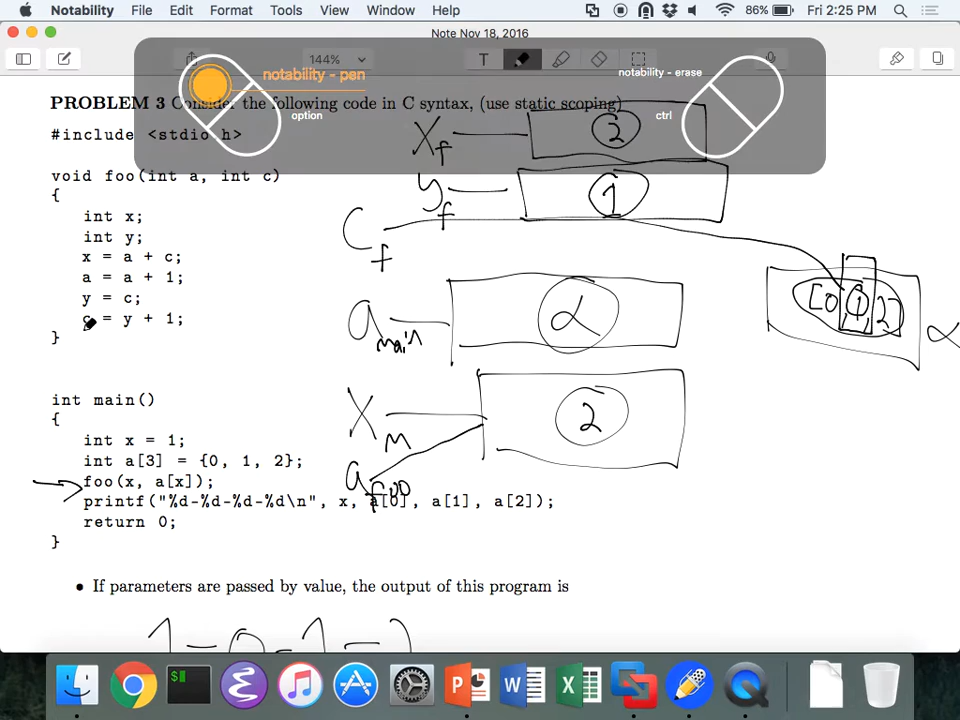 Notability File Edit Format Tools View Window Help 86% Fri 2:25 PM
Note Nov 18, 2016
144%
T
notability - pen
option
notability - erase
ctrl
PROBLEM 3 Consider the following code in C syntax, (use static scoping)
#include <stdio h>
void foo(int a, int c)
{
int x;
int y;
x = a + c;
a = a + 1;
y = c;
c = y + 1;
}
int main()
{
int x = 1;
int a[3] = {0, 1, 2};
foo(x, a[x]);
printf("%d-%d-%d-%d\n", x, a[0], a[1], a[2]);
return 0;
}
X f 2
y f 1
C f
[0 1 2] α
a main α
X M 2
a foo
• If parameters are passed by value, the output of this program is
1-0-1-2
$